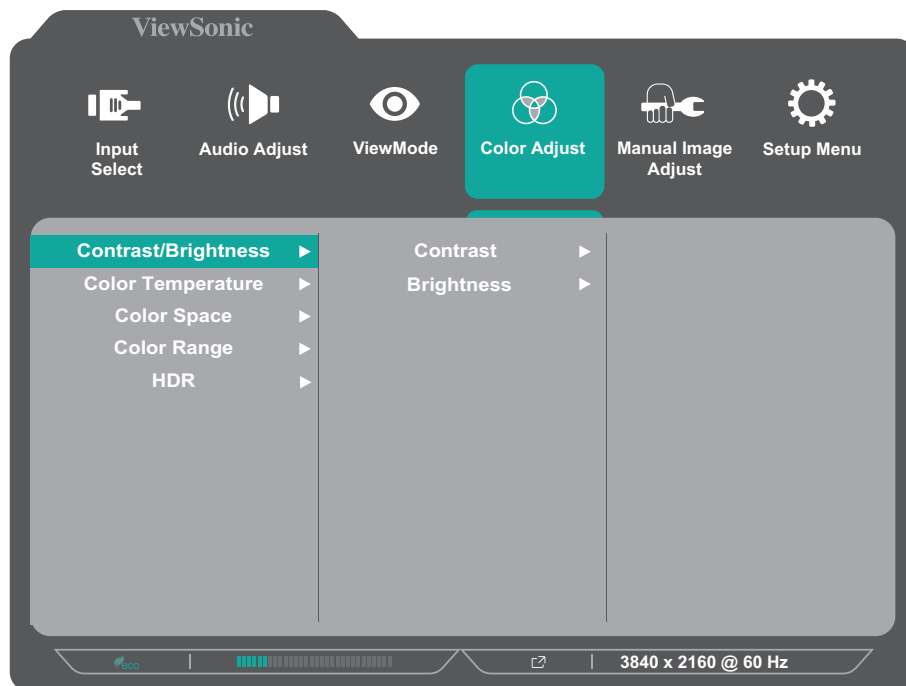 ViewSonic
Input Select
Audio Adjust
ViewMode
Color Adjust
Manual Image Adjust
Setup Menu
Contrast/Brightness
Contrast
Color Temperature
Brightness
Color Space
Color Range
HDR
eco
3840 x 2160 @ 60 Hz